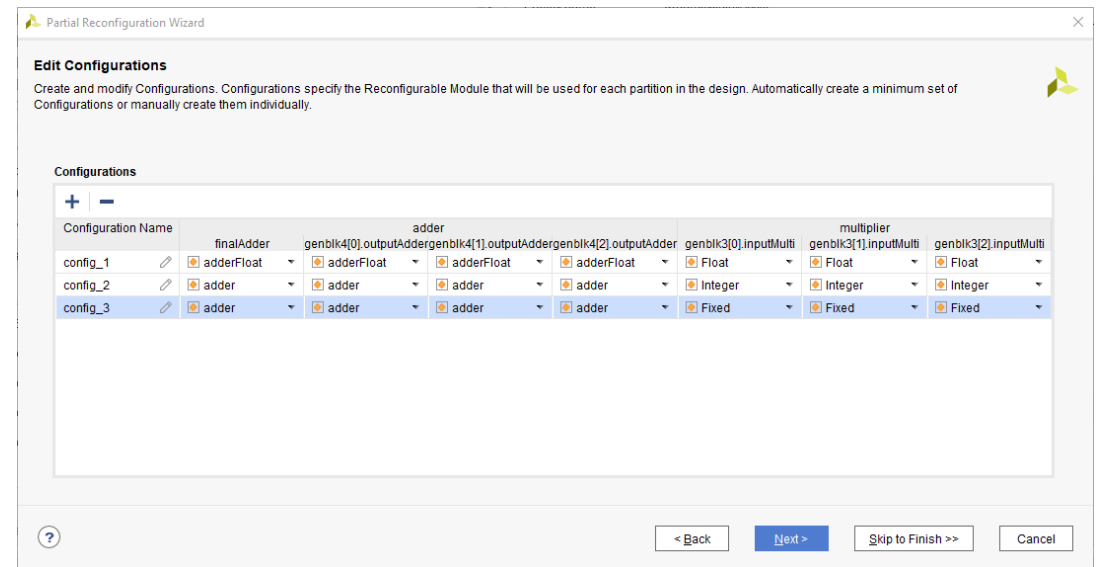 Partial Reconfiguration Wizard
Edit Configurations
Create and modify Configurations. Configurations specify the Reconfigurable Module that will be used for each partition in the design. Automatically create a minimum set of
Configurations or manually create them individually.
Configurations
Configuration Name adder multiplier
finalAdder genblk4[0].outputAdder genblk4[1].outputAdder genblk4[2].outputAdder genblk3[0].inputMulti genblk3[1].inputMulti genblk3[2].inputMulti
config_1 adderFloat adderFloat adderFloat adderFloat Float Float Float
config_2 adder adder adder adder Integer Integer Integer
config_3 adder adder adder adder Fixed Fixed Fixed
? < Back Next > Skip to Finish >> Cancel